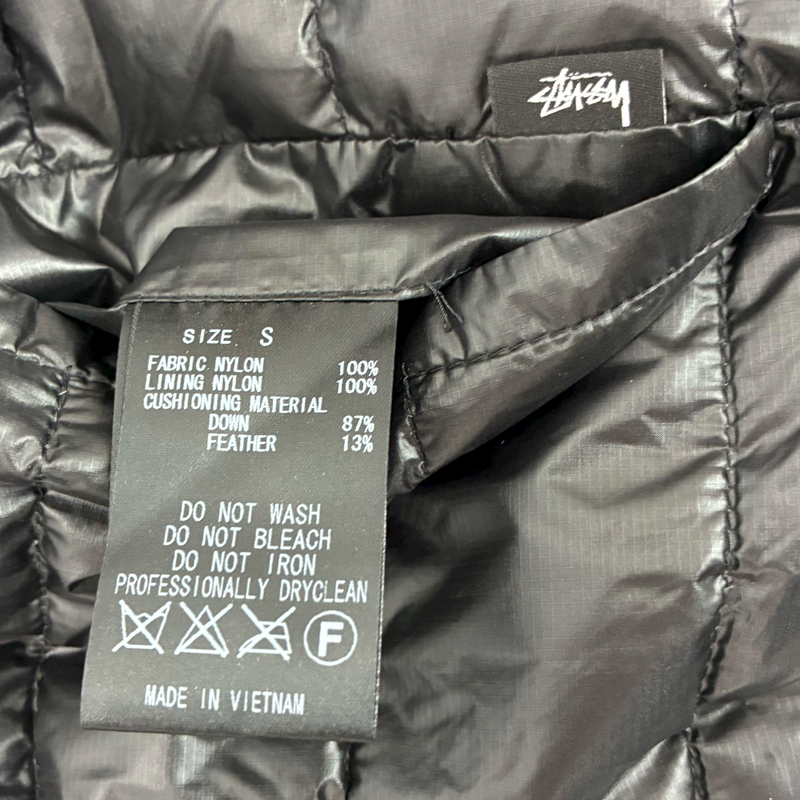 Stüssy
SIZE S
FABRIC NYLON 100%
LINING NYLON 100%
CUSHIONING MATERIAL
DOWN 87%
FEATHER 13%
DO NOT WASH
DO NOT BLEACH
DO NOT IRON
PROFESSIONALLY DRYCLEAN
F
MADE IN VIETNAM